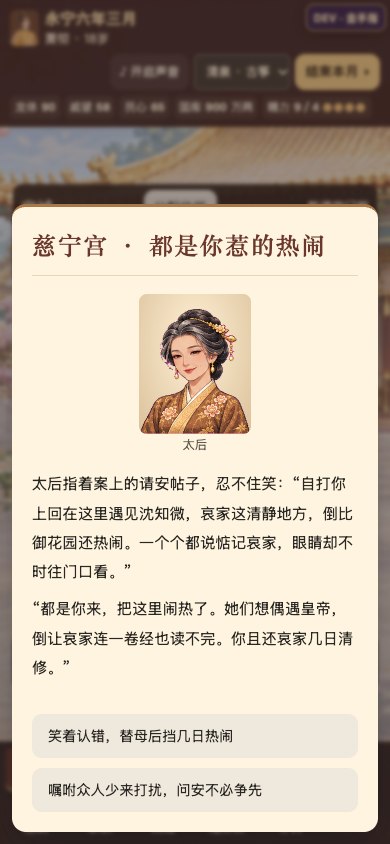 永宁六年三月
DEV · 金手指
♪ 开启声音
清泉 · 古筝
结束本月
慈宁宫 · 都是你惹的热闹
太后
太后指着案上的请安帖子，忍不住笑：“自打你
上回在这里遇见沈知微，哀家这清静地方，倒比
御花园还热闹。一个个都说惦记哀家，眼睛却不
时往门口看。”
“都是你来，把这里闹热了。她们想偶遇皇帝，
倒让哀家连一卷经也读不完。你且还哀家几日清
修。”
笑着认错，替母后挡几日热闹
嘱咐众人少来打扰，问安不必争先